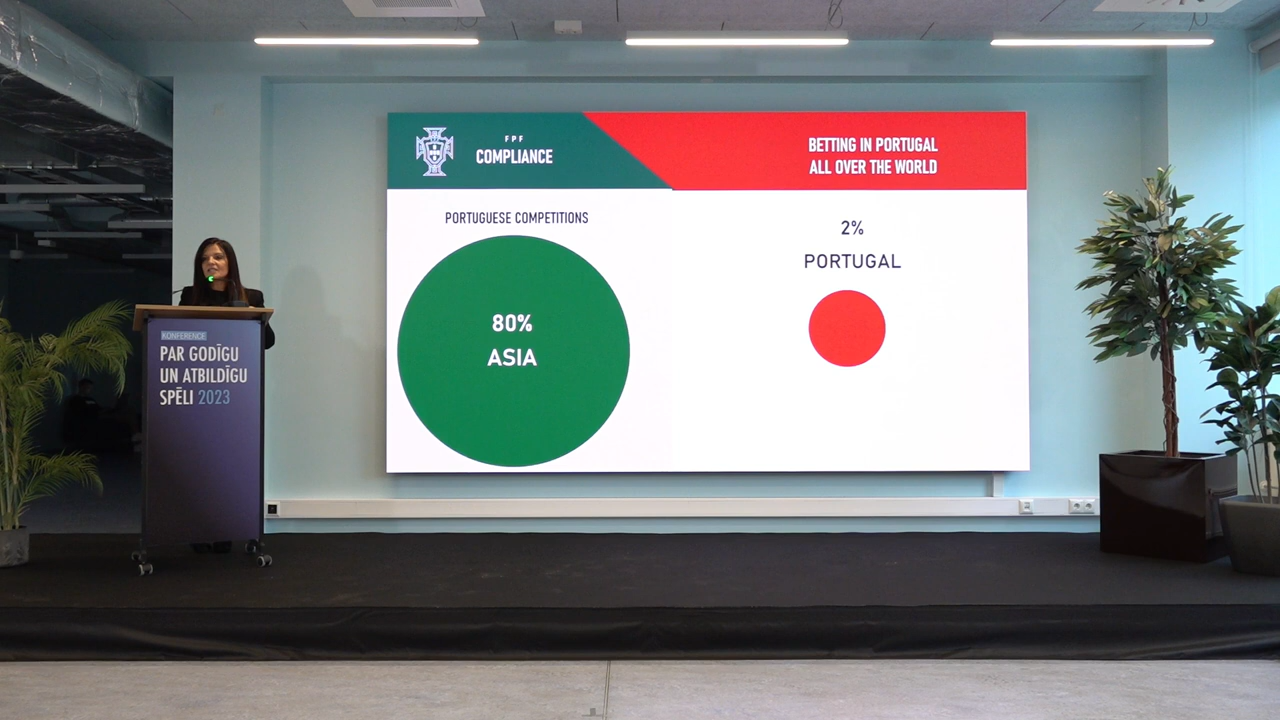 FPF
COMPLIANCE
BETTING IN PORTUGAL
ALL OVER THE WORLD
PORTUGUESE COMPETITIONS
80%
ASIA
2%
PORTUGAL
KONFERENCE
PAR GODĪGU
UN ATBILDĪGU
SPĒLI 2023